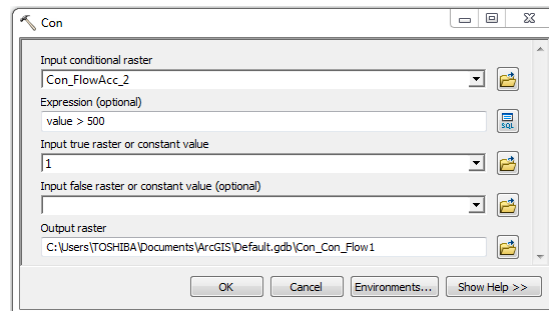 Con
Input conditional raster
Con_FlowAcc_2
Expression (optional)
value > 500
SQL
Input true raster or constant value
1
Input false raster or constant value (optional)
Output raster
C:\Users\TOSHIBA\Documents\ArcGIS\Default.gdb\Con_Con_Flow1
OK Cancel Environments... Show Help >>